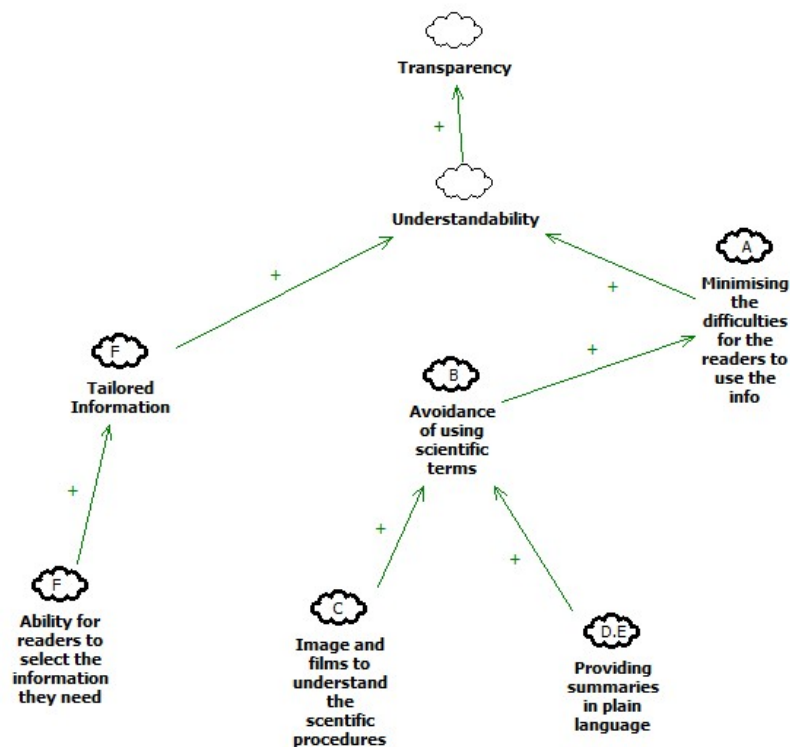 Transparency
+
Understandability
+
+
A
Minimising
the
difficulties
for the
readers to
use the
info
F
Tailored
Information
+
B
Avoidance
of using
scientific
terms
+
+
+
F
Ability for
readers to
select the
information
they need
C
Image and
films to
understand
the
scentific
procedures
D.E
Providing
summaries
in plain
language